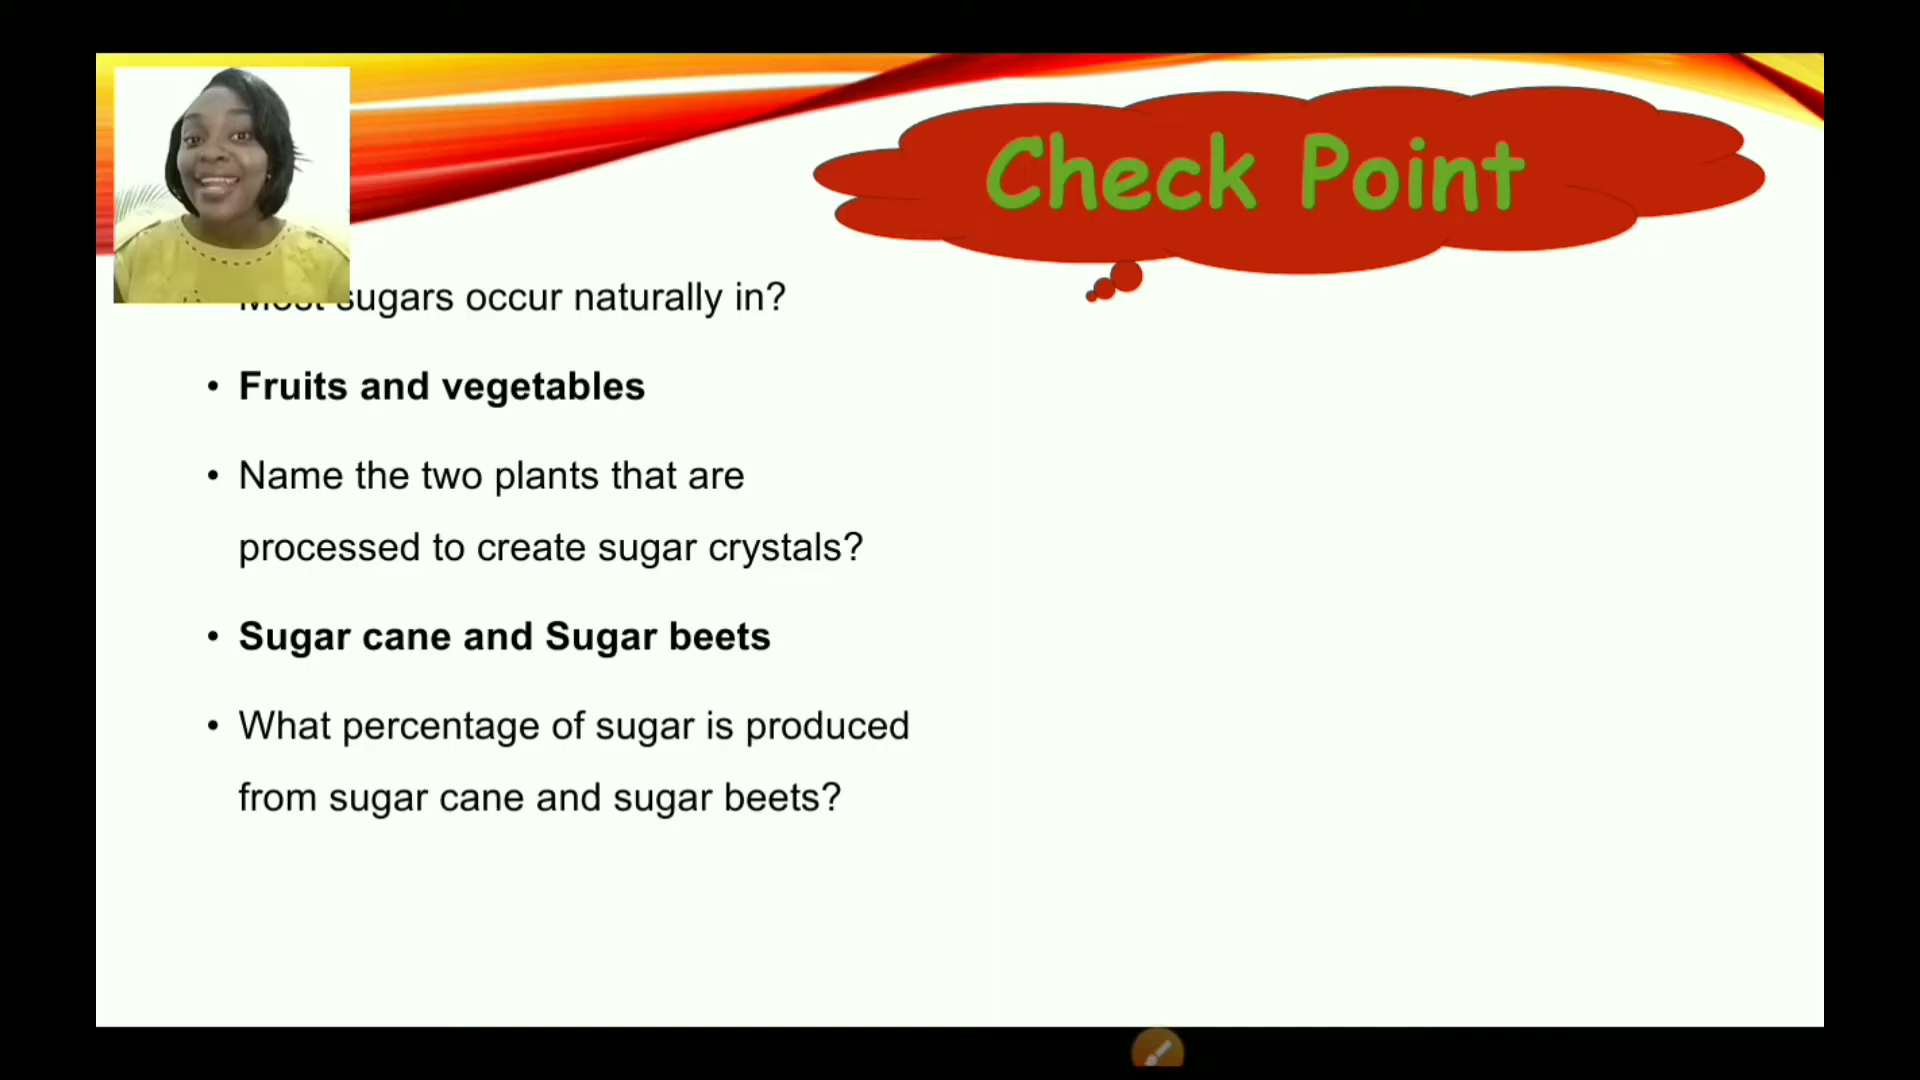 Check Point
Most sugars occur naturally in?
• Fruits and vegetables
• Name the two plants that are
processed to create sugar crystals?
• Sugar cane and Sugar beets
• What percentage of sugar is produced
from sugar cane and sugar beets?